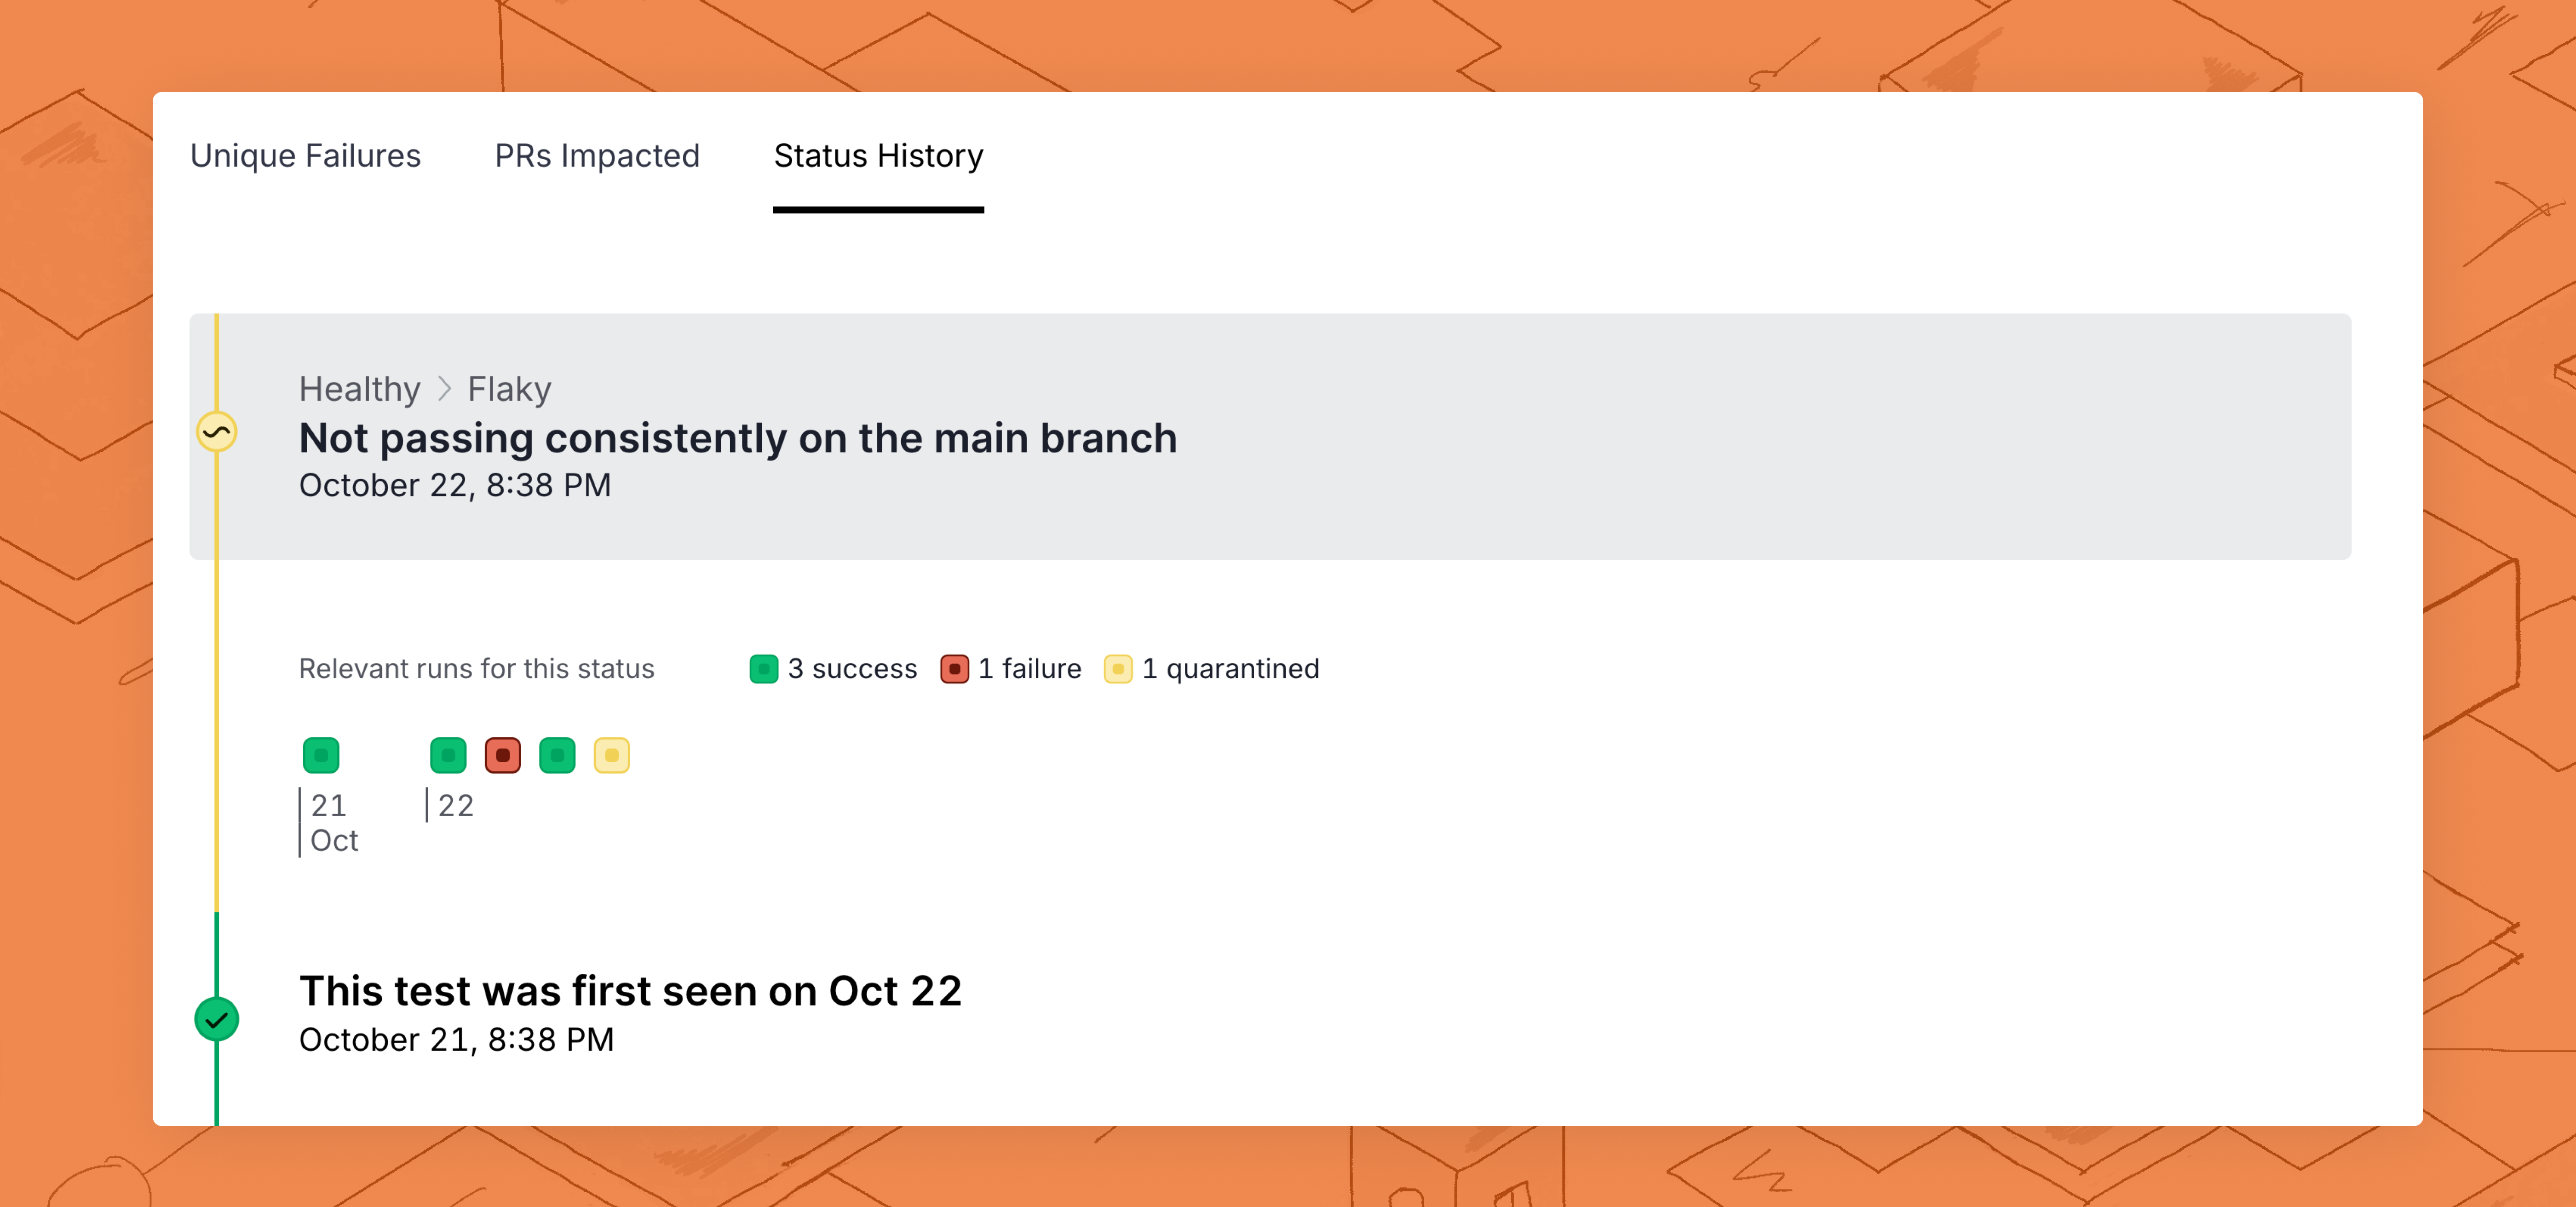 Unique Failures PRs Impacted Status History
Healthy > Flaky
Not passing consistently on the main branch
October 22, 8:38 PM
Relevant runs for this status 3 success 1 failure 1 quarantined
21 22
Oct
This test was first seen on Oct 22
October 21, 8:38 PM